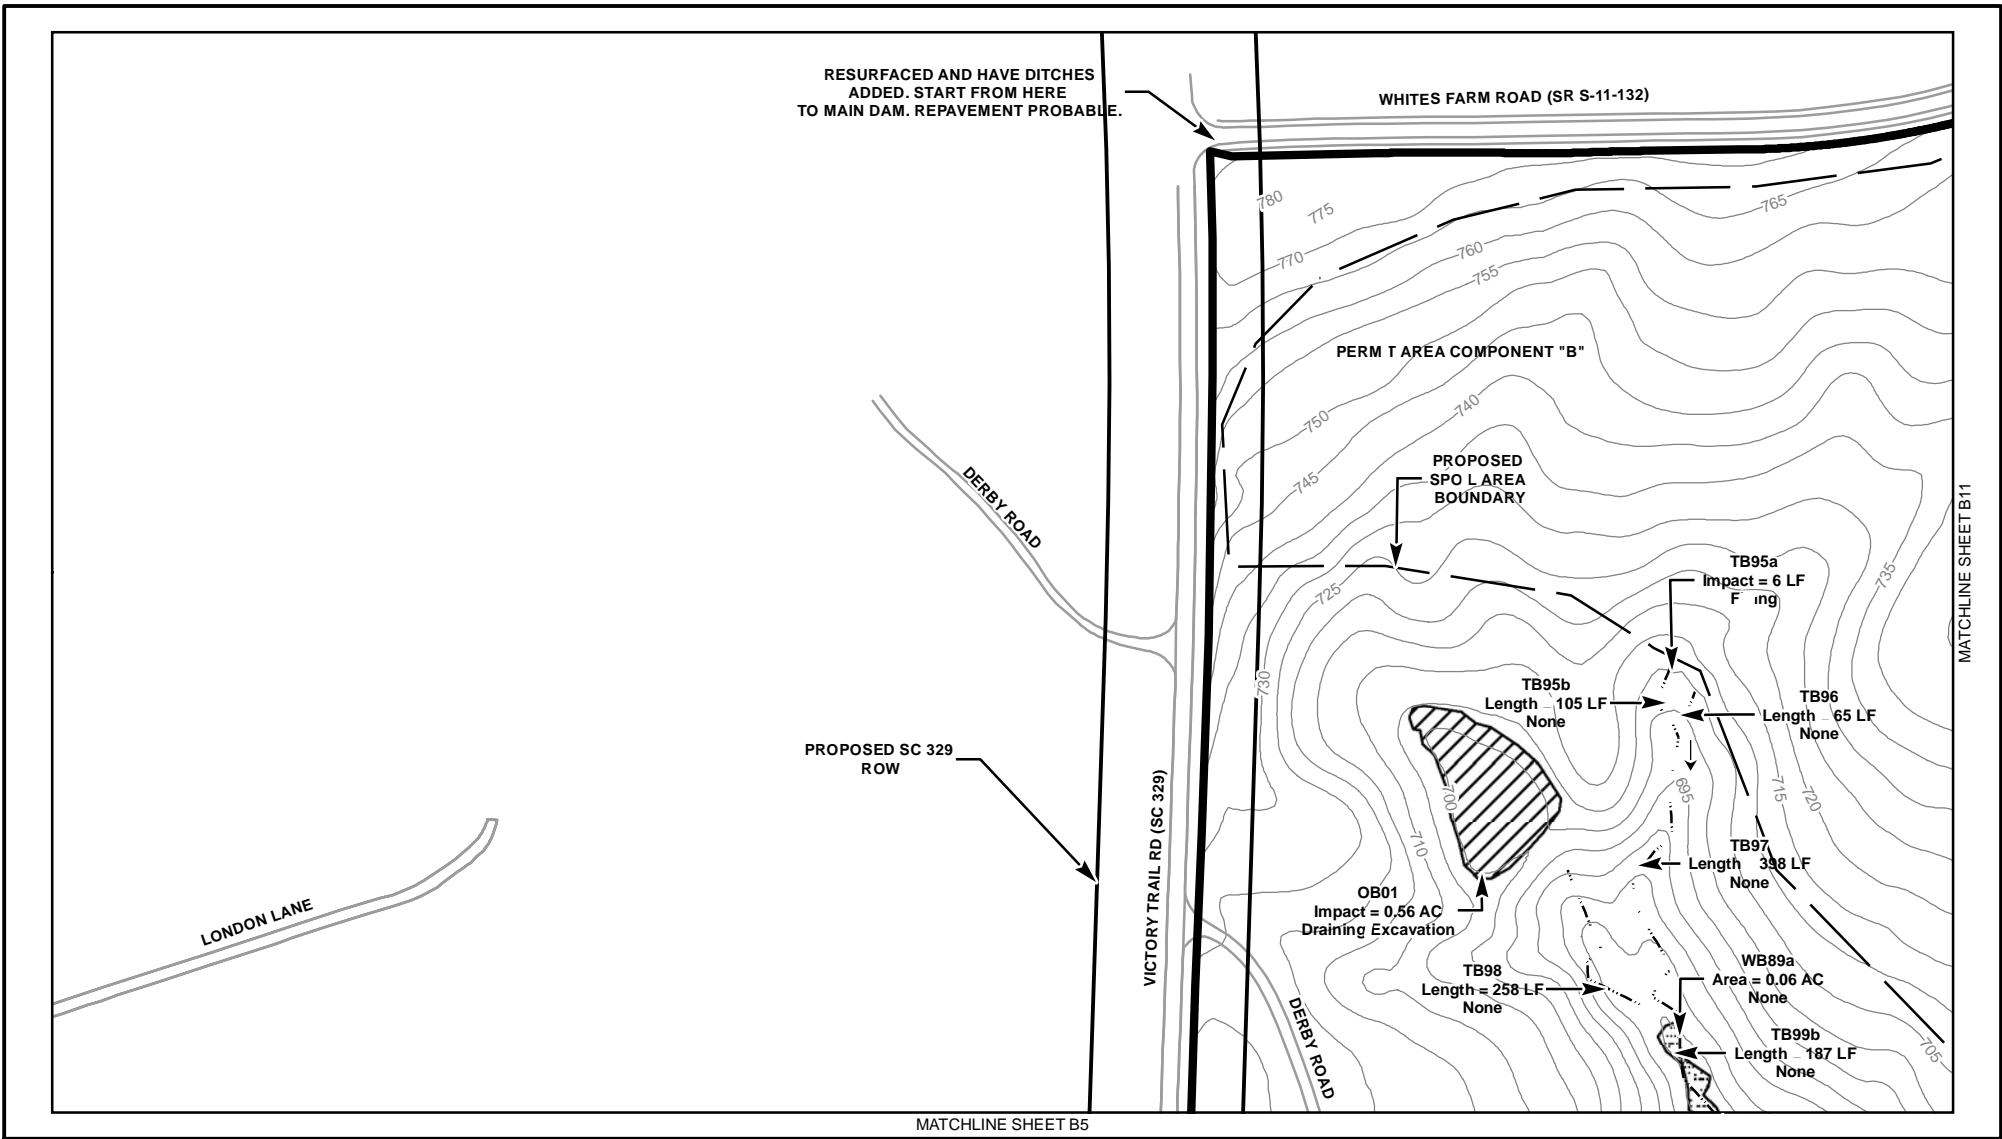 RESURFACED AND HAVE DITCHES
ADDED. START FROM HERE
TO MAIN DAM. REPAVEMENT PROBABLE.
WHITES FARM ROAD (SR S-11-132)
780
775
765
770
760
755
PERM T AREA COMPONENT "B"
750
740
745
PROPOSED
SPO L AREA
BOUNDARY
DERBY ROAD
MATCHLINE SHEET B11
735
725
TB95a
Impact = 6 LF
F ing
730
TB95b
Length 105 LF
None
TB96
Length 65 LF
None
PROPOSED SC 329
ROW
VICTORY TRAIL RD (SC 329)
700
695
715
720
710
TB97
Length 398 LF
None
OB01
Impact = 0.56 AC
Draining Excavation
LONDON LANE
TB98
Length = 258 LF
None
WB89a
Area = 0.06 AC
None
DERBY ROAD
TB99b
Length 187 LF
None
705
MATCHLINE SHEET B5